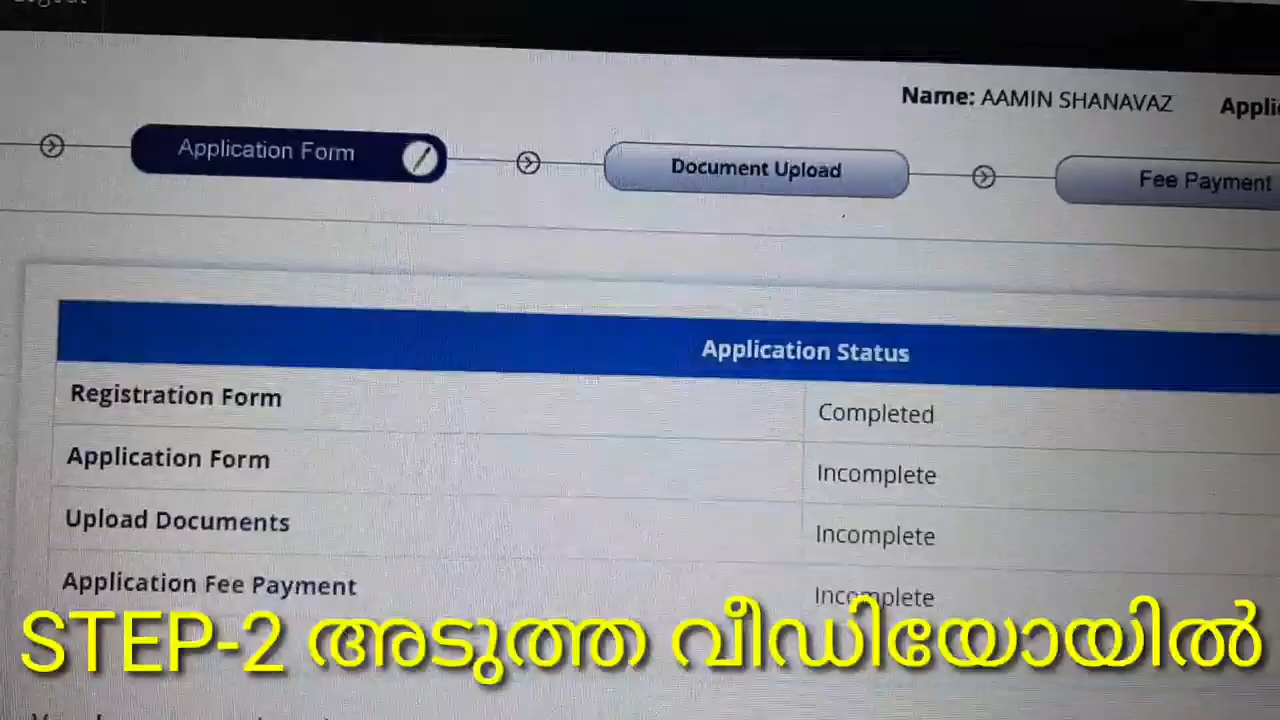 Logout
Name: AAMIN SHANAVAZ
Application Form
Document Upload
Fee Payment
Application Status
Registration Form Completed
Application Form Incomplete
Upload Documents Incomplete
Application Fee Payment Incomplete
STEP-2 അടുത്ത വീഡിയോയിൽ